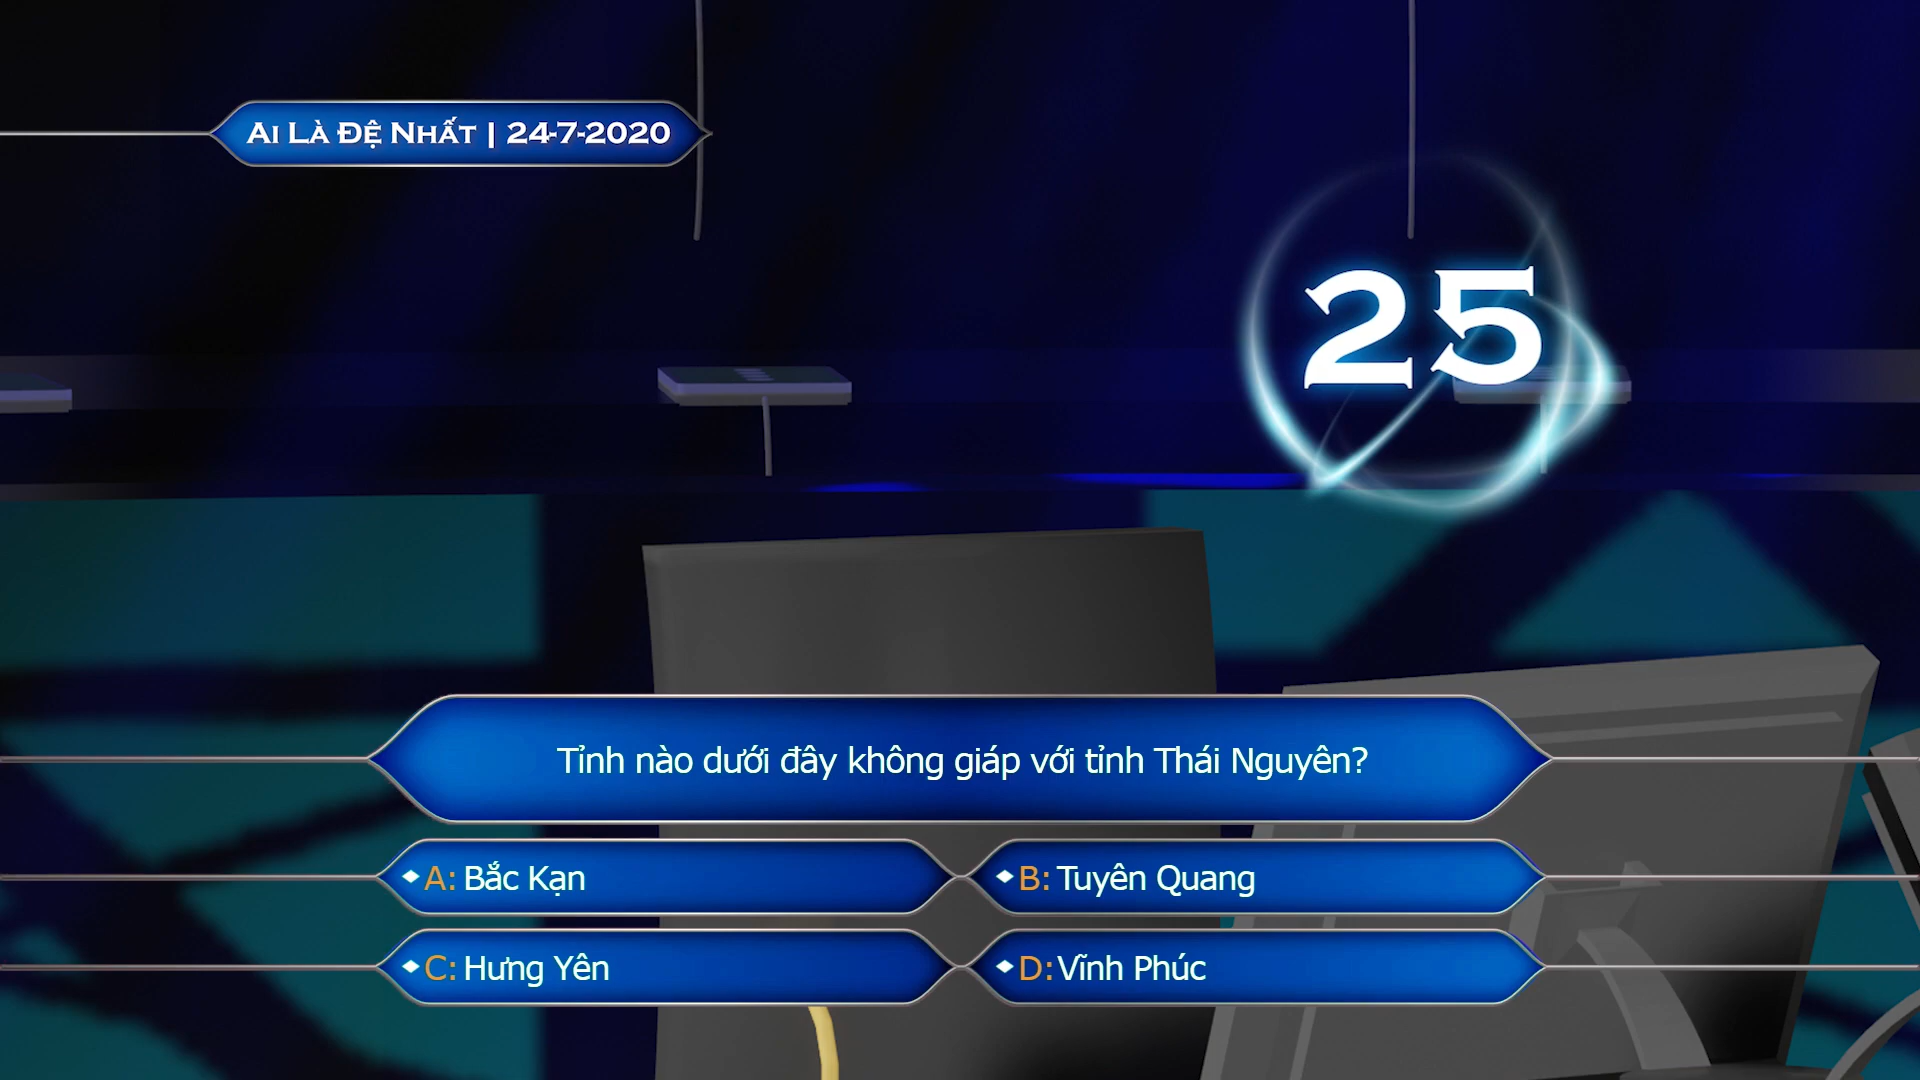 Ai Là Đệ Nhất | 24-7-2020
25
Tỉnh nào dưới đây không giáp với tỉnh Thái Nguyên?
A: Bắc Kạn
B: Tuyên Quang
C: Hưng Yên
D: Vĩnh Phúc